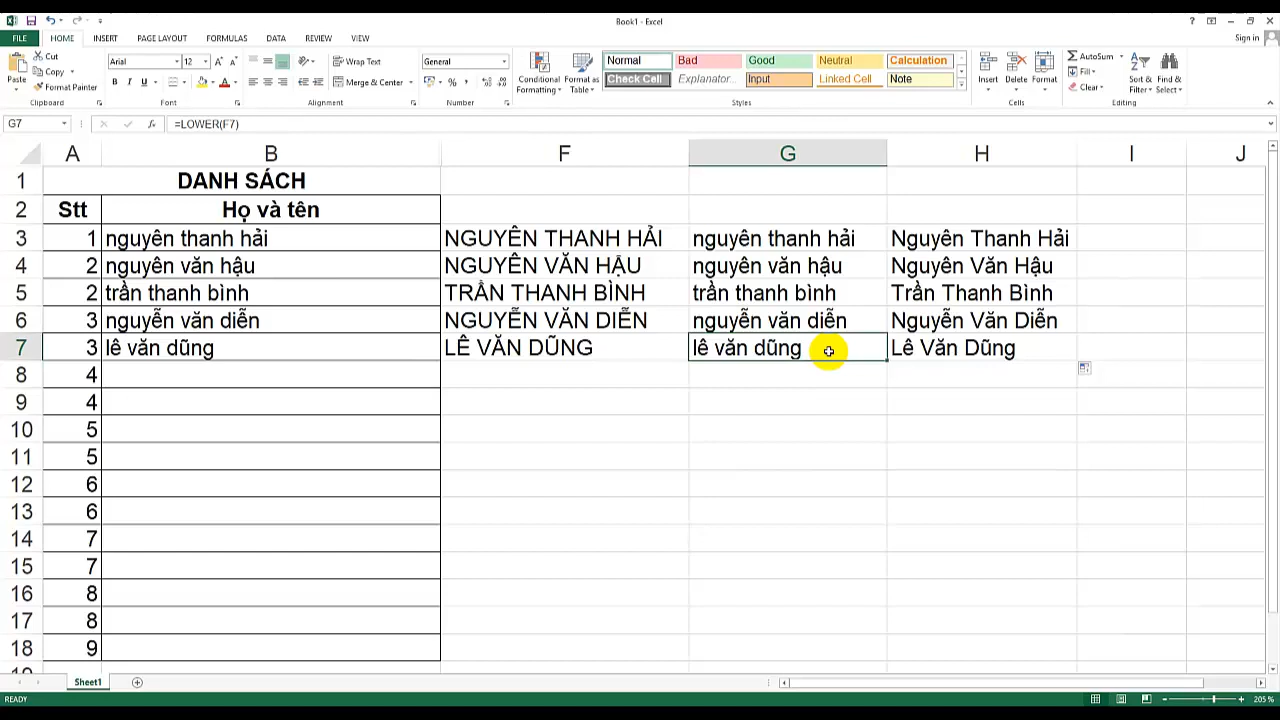 Book1 - Excel
FILE HOME INSERT PAGE LAYOUT FORMULAS DATA REVIEW VIEW Sign in
Paste
Cut
Copy
Format Painter
Arial 12
B I U
Wrap Text
Merge & Center
General
Conditional Formatting
Format as Table
Normal Bad Good Neutral Calculation
Check Cell Explanator... Input Linked Cell Note
Insert Delete Format
AutoSum
Fill
Clear
Sort & Filter
Find & Select
Clipboard Font Alignment Number Styles Cells Editing
G7 =LOWER(F7)
A B F G H I J
1 DANH SÁCH
2 Stt Họ và tên
3 1 nguyên thanh hải NGUYÊN THANH HẢI nguyên thanh hải Nguyên Thanh Hải
4 2 nguyên văn hậu NGUYÊN VĂN HẬU nguyên văn hậu Nguyên Văn Hậu
5 2 trần thanh bình TRẦN THANH BÌNH trần thanh bình Trần Thanh Bình
6 3 nguyễn văn diễn NGUYỄN VĂN DIỄN nguyễn văn diễn Nguyễn Văn Diễn
7 3 lê văn dũng LÊ VĂN DŨNG lê văn dũng Lê Văn Dũng
8 4
9 4
10 5
11 5
12 6
13 6
14 7
15 7
16 8
17 8
18 9
Sheet1
READY 205%